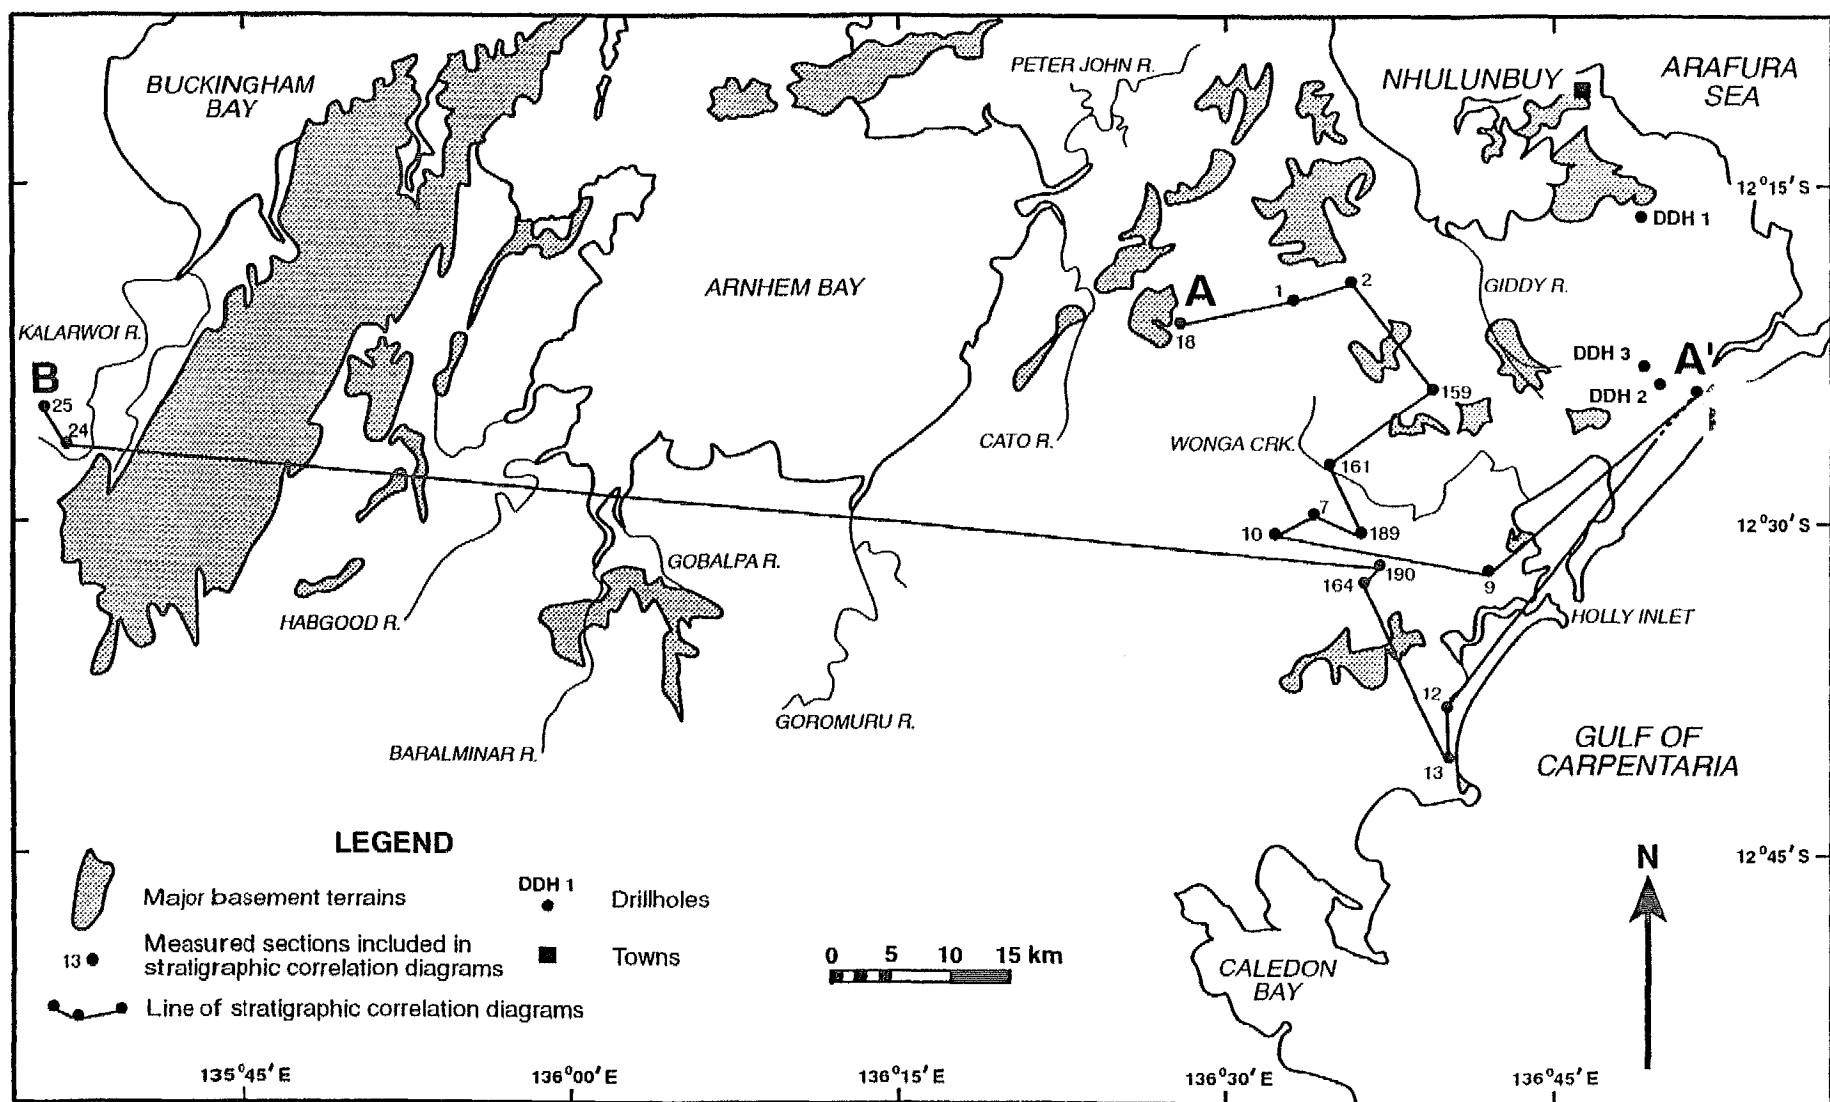 BUCKINGHAM
BAY
PETER JOHN R.
NHULUNBUY
ARAFURA
SEA
12°15'S
DDH 1
ARNHEM BAY
GIDDY R.
A
1
2
18
KALARWOI R.
B
25
24
DDH 3
A'
DDH 2
159
CATO R.
WONGA CRK.
161
7
10
189
12°30'S
GOBALPA R.
190
164
9
HABGOOD R.
HOLLY INLET
12
GOROMURU R.
BARALMINAR R.
13
GULF OF
CARPENTARIA
LEGEND
Major basement terrains
DDH 1
Drillholes
13
Measured sections included in
stratigraphic correlation diagrams
Towns
Line of stratigraphic correlation diagrams
0 5 10 15 km
N
12°45'S
CALEDON
BAY
135°45'E
136°00'E
136°15'E
136°30'E
136°45'E